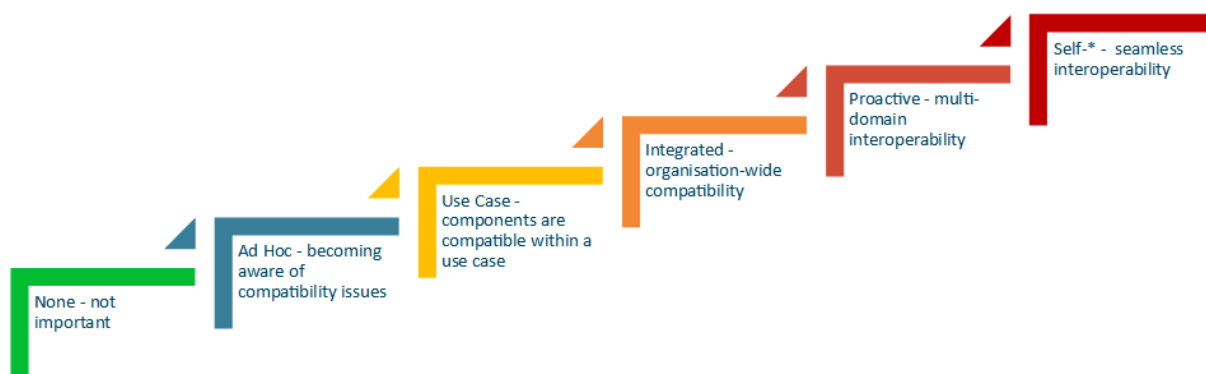 None - not
important
Ad Hoc - becoming
aware of
compatibility issues
Use Case -
components are
compatible within a
use case
Integrated -
organisation-wide
compatibility
Proactive - multi-
domain
interoperability
Self-* - seamless
interoperability